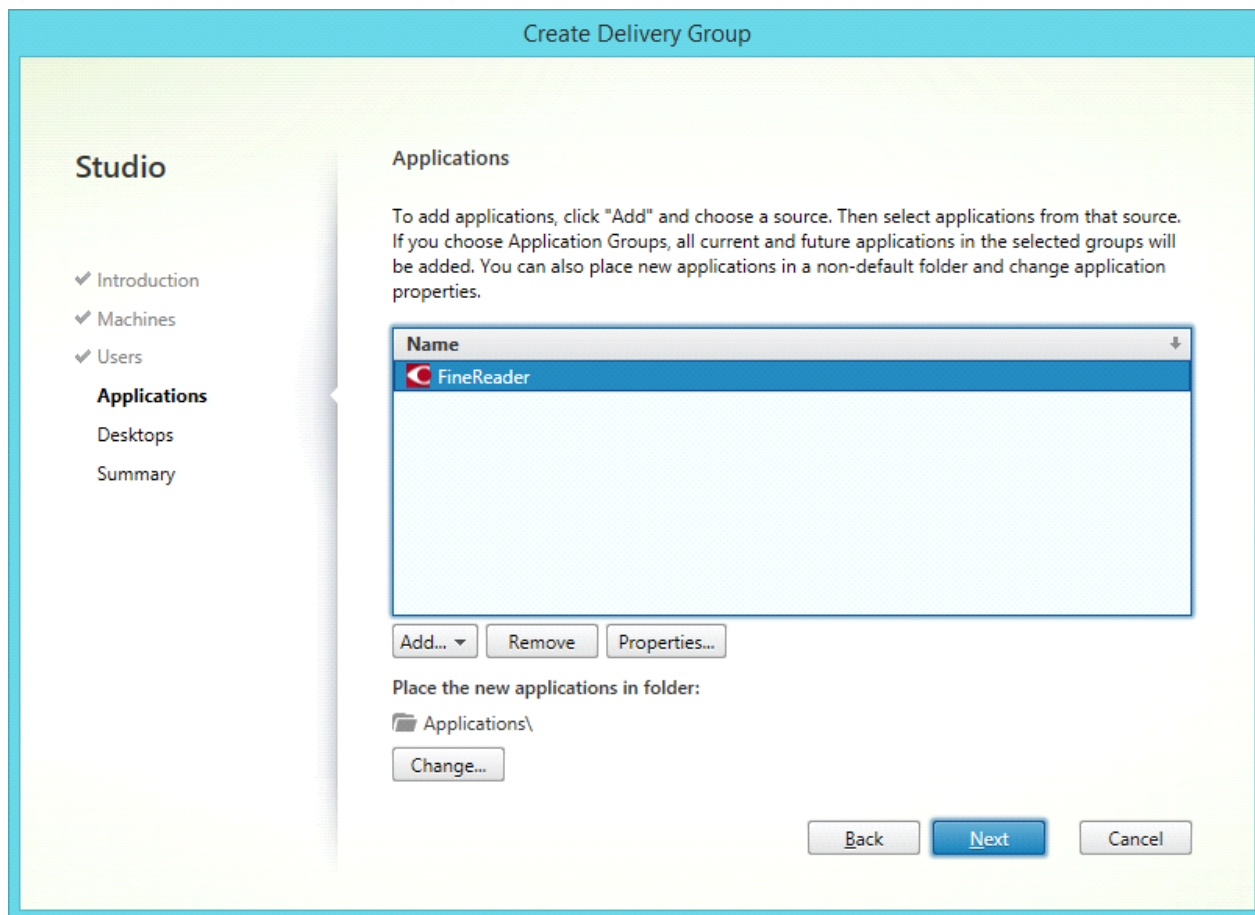 Create Delivery Group
Studio
Introduction
Machines
Users
Applications
Desktops
Summary
Applications
To add applications, click "Add" and choose a source. Then select applications from that source.
If you choose Application Groups, all current and future applications in the selected groups will
be added. You can also place new applications in a non-default folder and change application
properties.
Name
FineReader
Add...
Remove
Properties...
Place the new applications in folder:
Applications\
Change...
Back
Next
Cancel